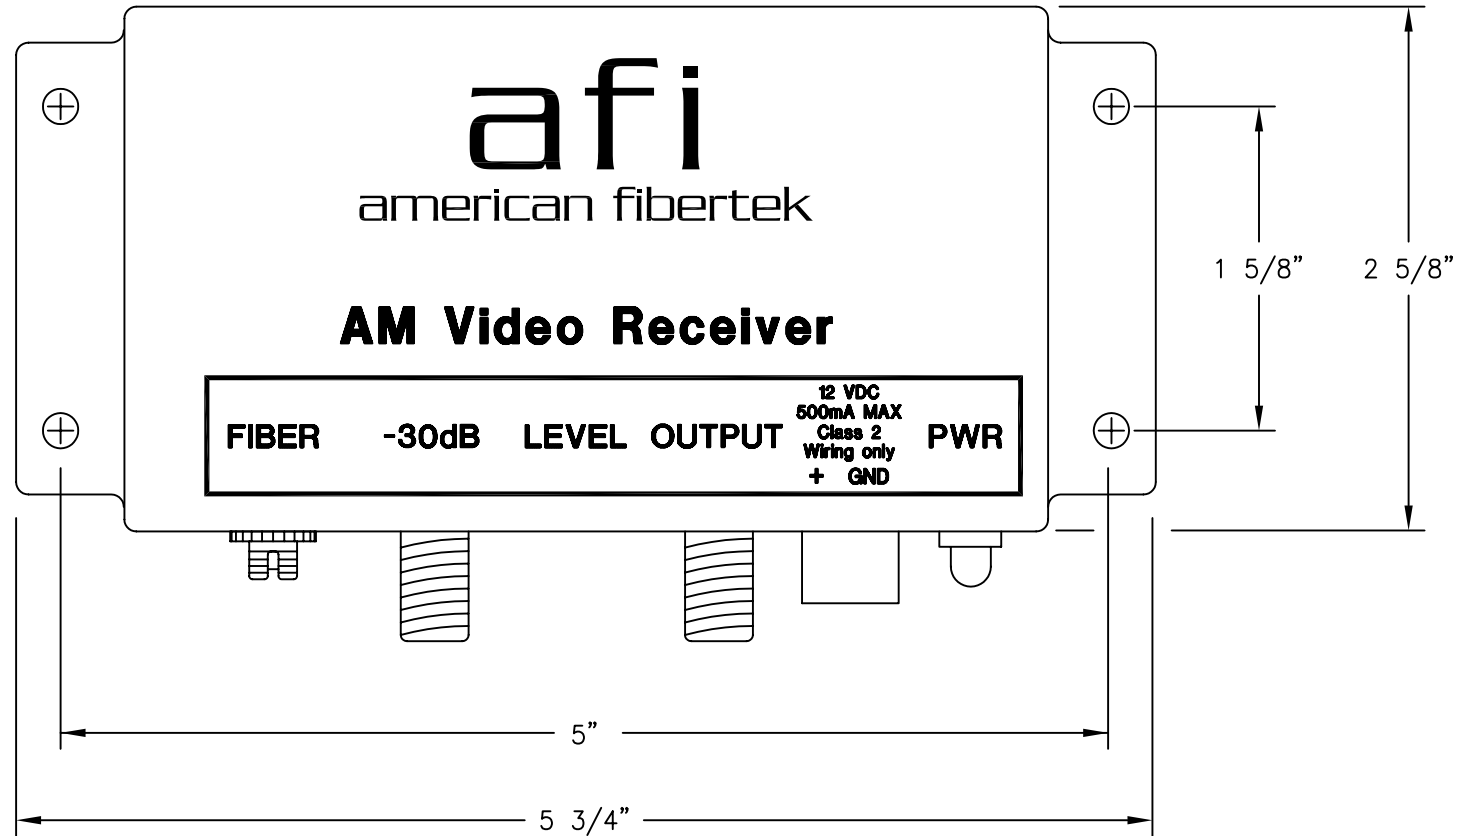 afi
american fibertek
AM Video Receiver
FIBER -30dB LEVEL OUTPUT
12 VDC
500mA MAX
Class 2
Wiring only
+ GND
PWR
1 5/8”
2 5/8”
5”
5 3/4”